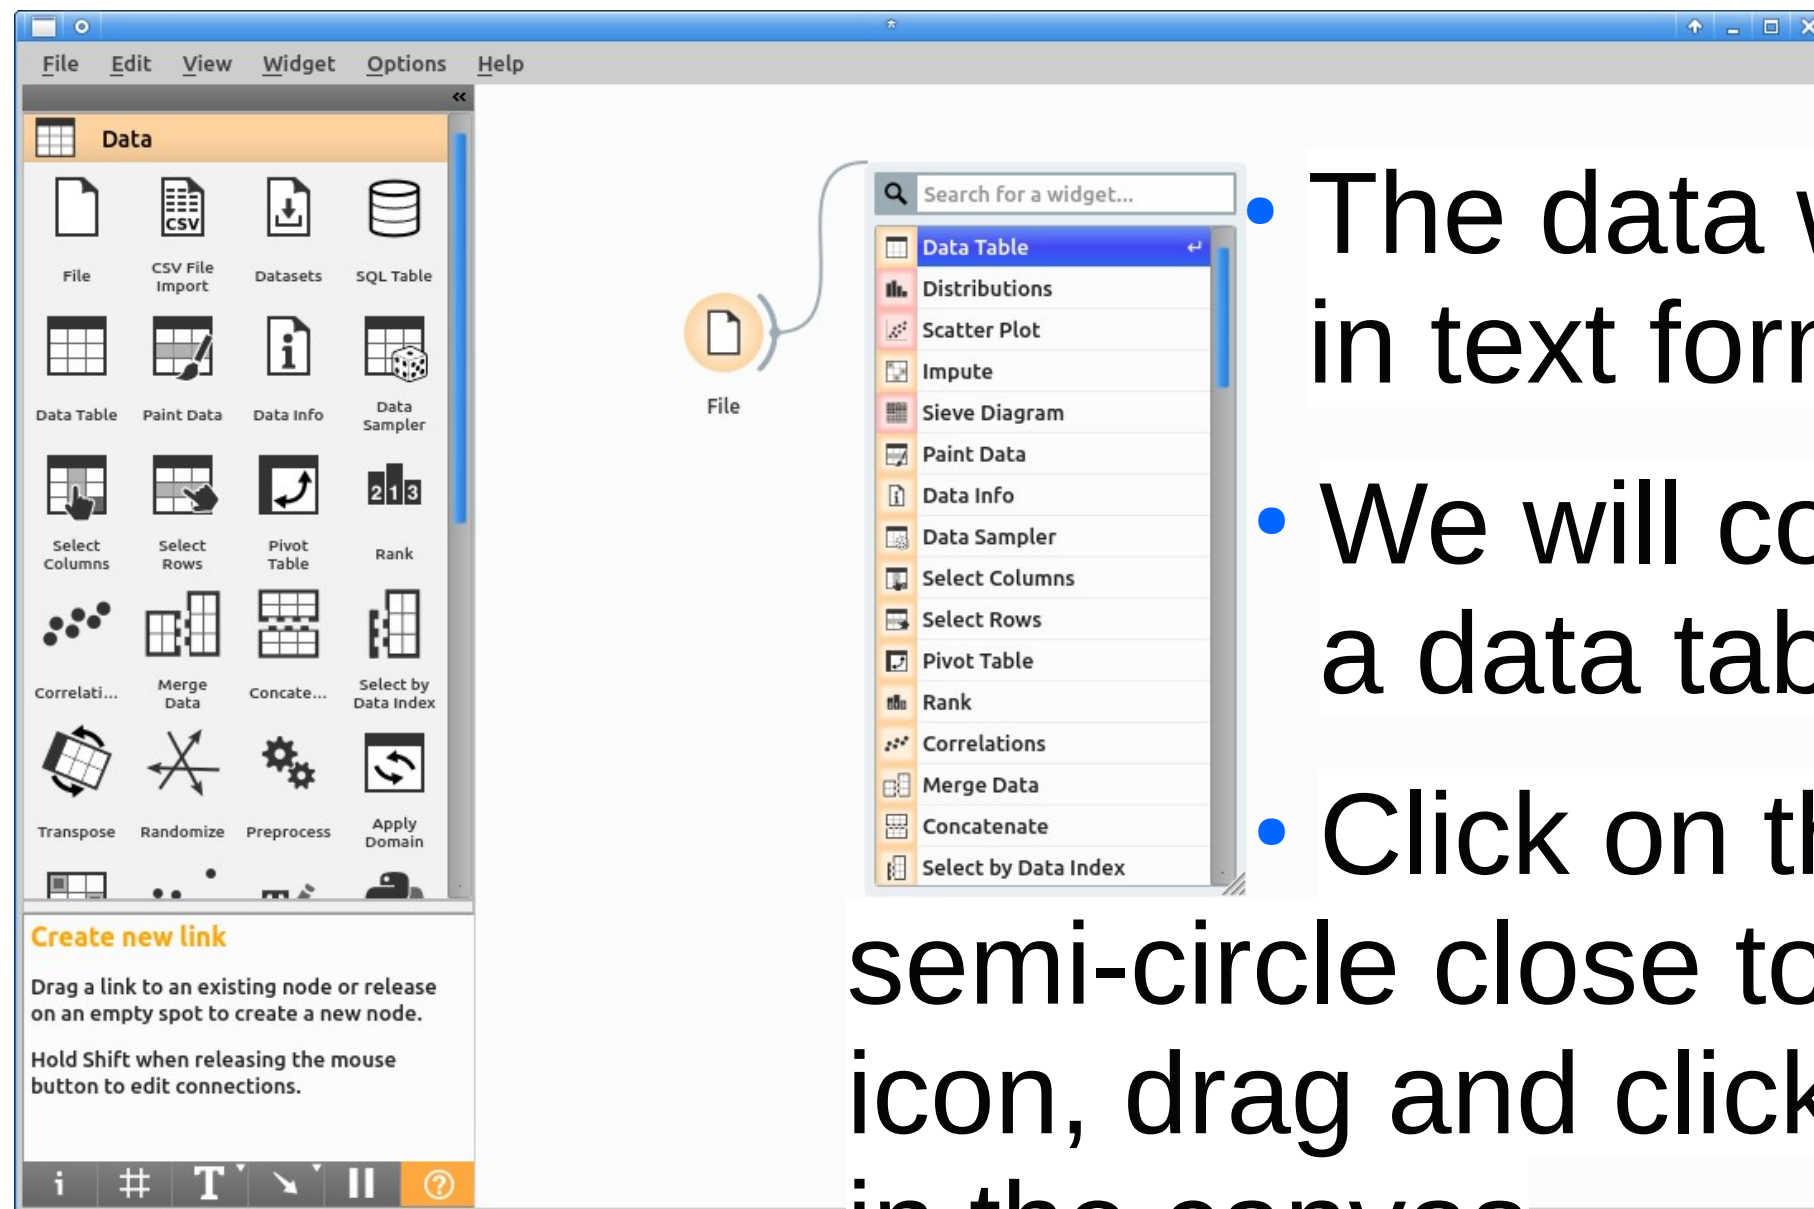 File Edit View Widget Options Help
Data
File CSV File Import Datasets SQL Table
Data Table Paint Data Data Info Data Sampler
Select Columns Select Rows Pivot Table Rank
Correlati... Merge Data Concate... Select by Data Index
Transpose Randomize Preprocess Apply Domain
Create new link
Drag a link to an existing node or release
on an empty spot to create a new node.
Hold Shift when releasing the mouse
button to edit connections.
File
Search for a widget...
Data Table
Distributions
Scatter Plot
Impute
Sieve Diagram
Paint Data
Data Info
Data Sampler
Select Columns
Select Rows
Pivot Table
Rank
Correlations
Merge Data
Concatenate
Select by Data Index
• The data
in text
• We will
a data
• Click on
semi-circle close
icon, drag and click
in the canvas